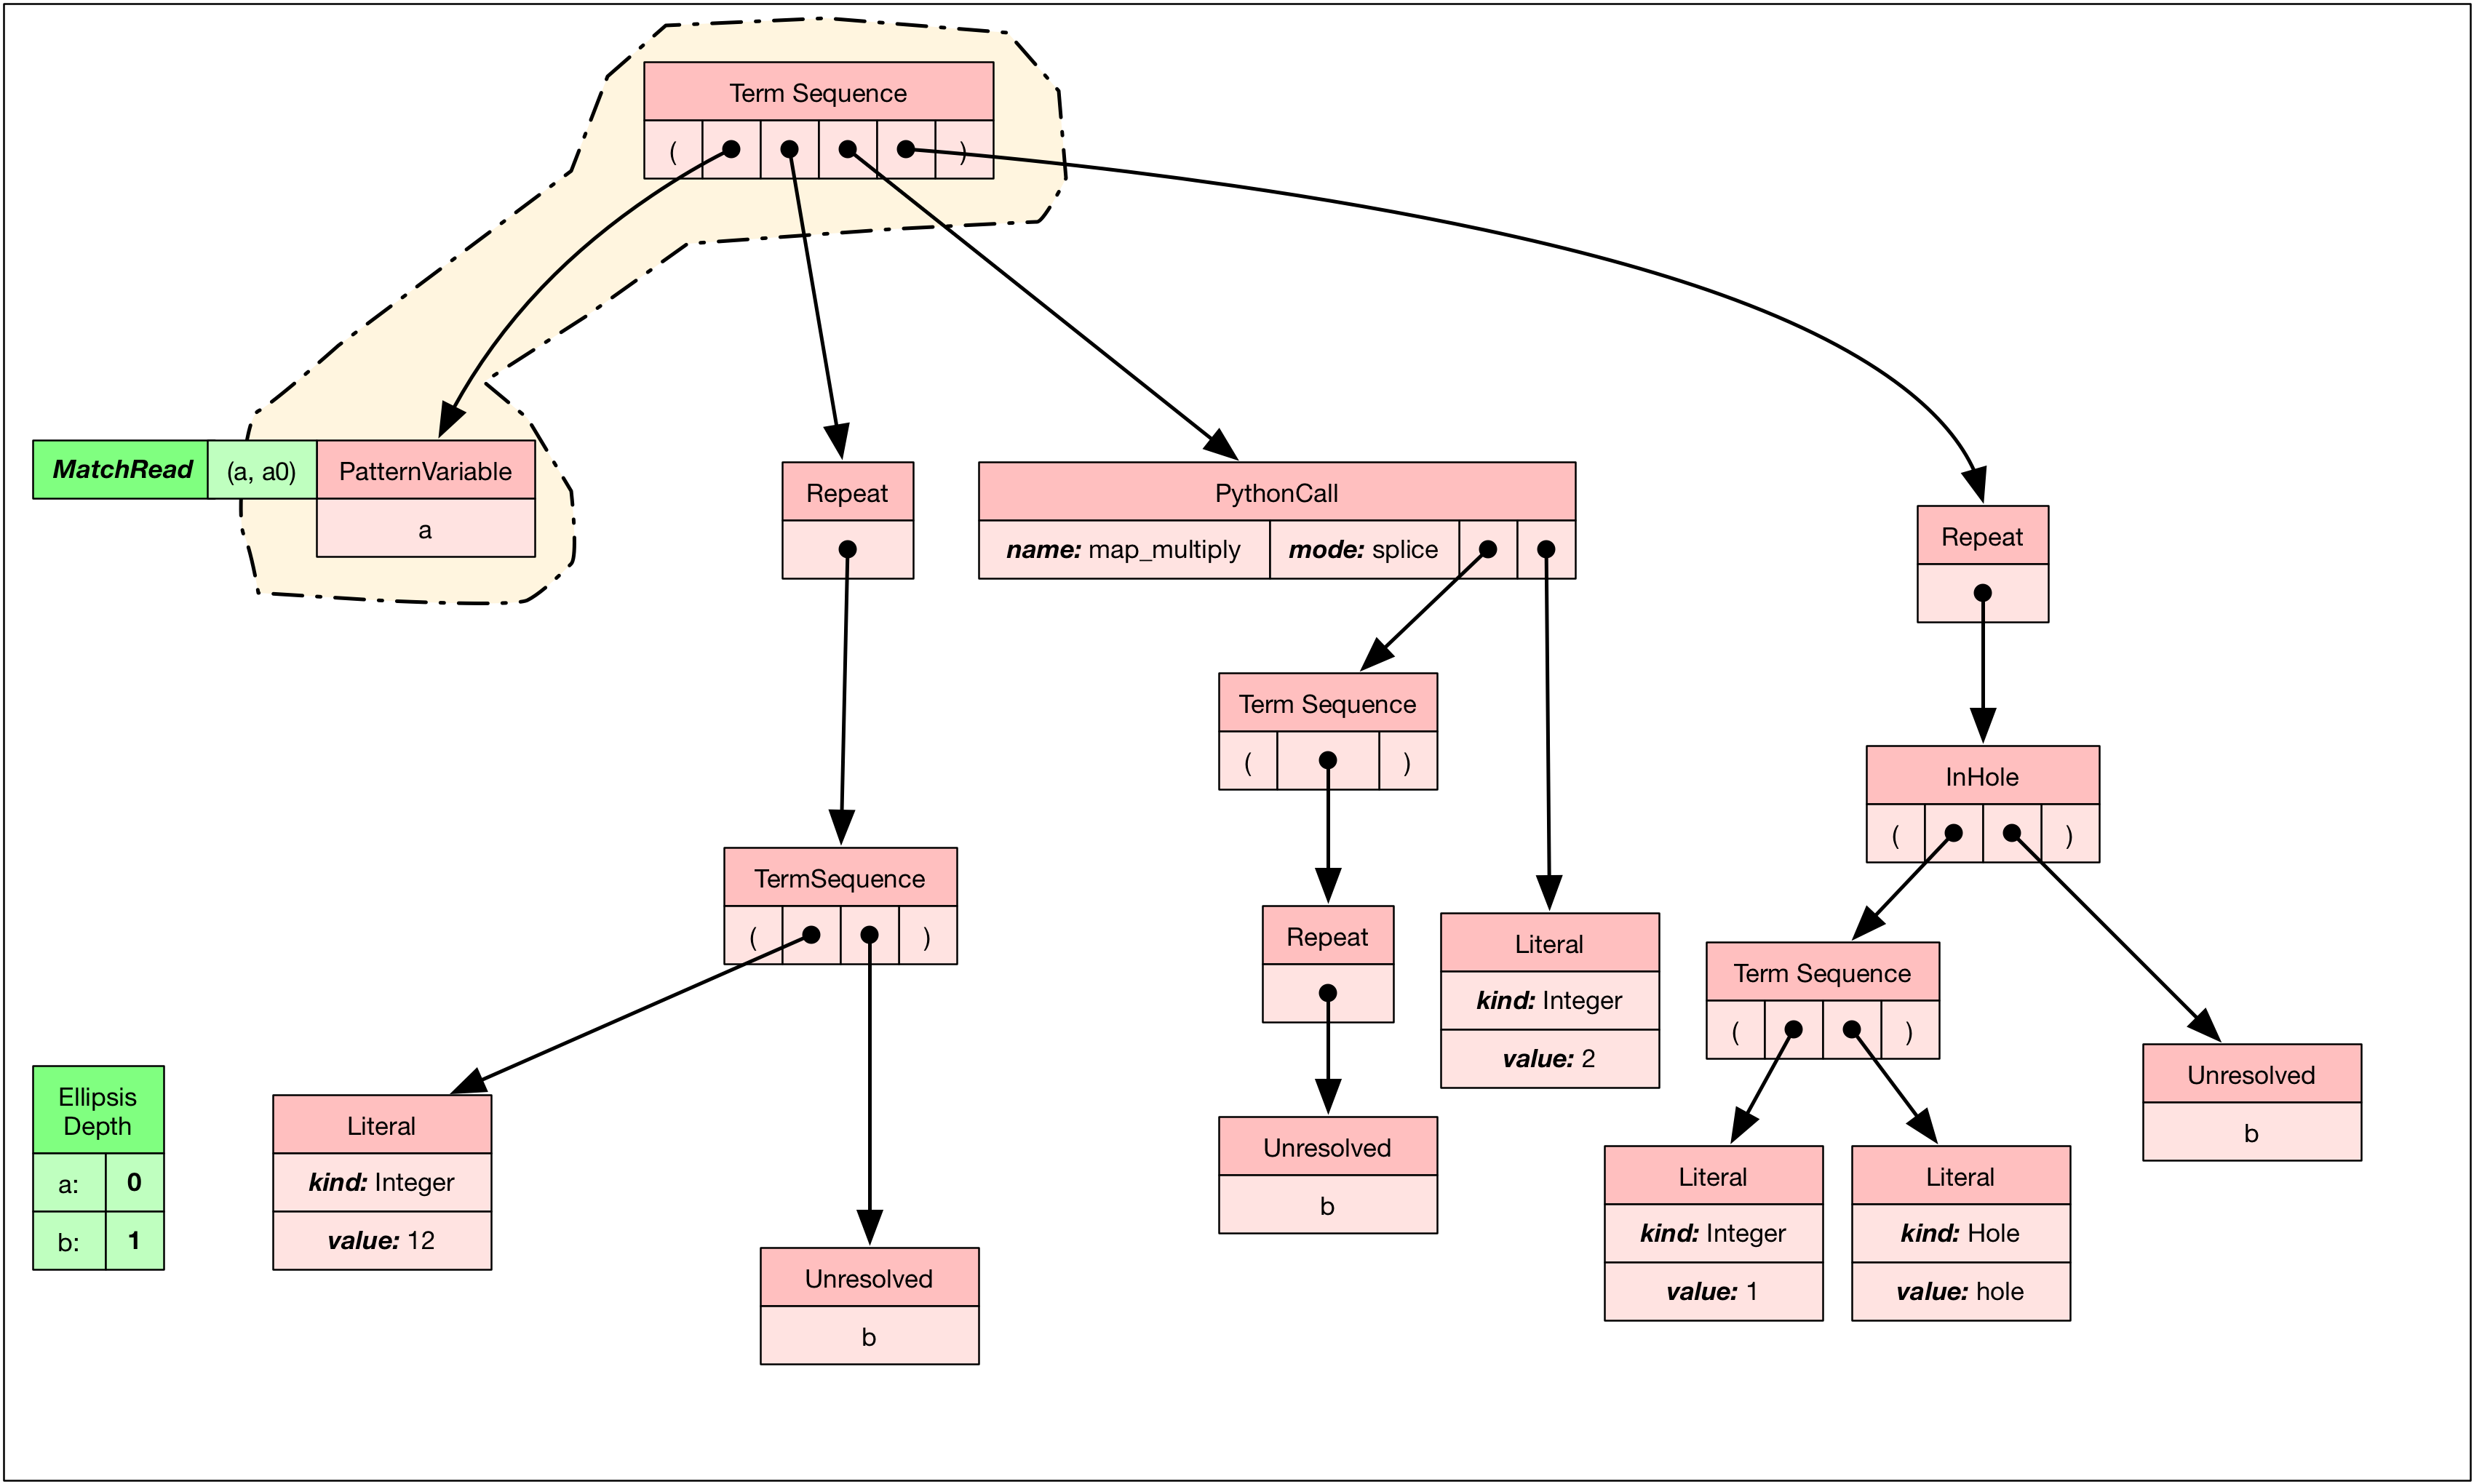 Term Sequence
( )
MatchRead (a, a0) PatternVariable
a
Repeat
PythonCall
name: map_multiply mode: splice
Repeat
Term Sequence
( )
InHole
( )
TermSequence
( )
Repeat
Literal
kind: Integer
value: 2
Term Sequence
( )
Unresolved
b
Ellipsis
Depth
a: 0
b: 1
Literal
kind: Integer
value: 12
Unresolved
b
Unresolved
b
Literal
kind: Integer
value: 1
Literal
kind: Hole
value: hole